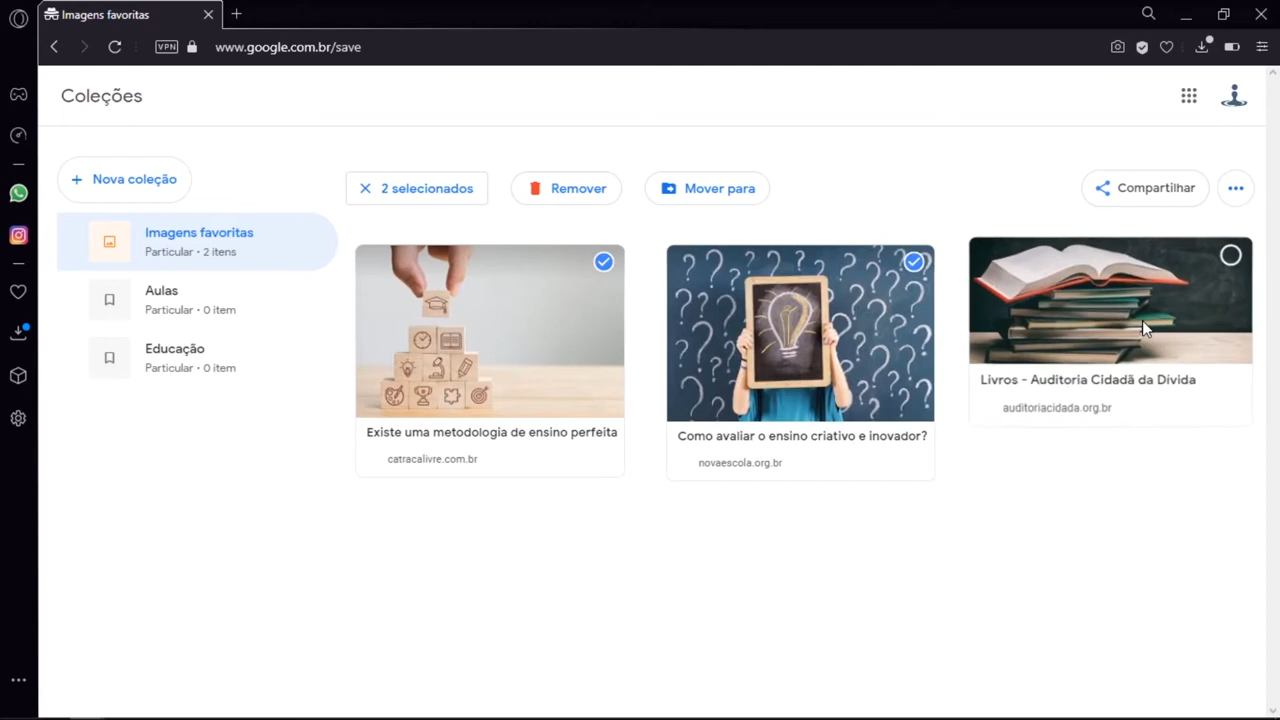 Imagens favoritas
VPN
www.google.com.br/save
Coleções
+ Nova coleção
2 selecionados
Remover
Mover para
Compartilhar
Imagens favoritas
Particular • 2 itens
Aulas
Particular • 0 item
Educação
Particular • 0 item
Existe uma metodologia de ensino perfeita
catracalivre.com.br
Como avaliar o ensino criativo e inovador?
novaescola.org.br
Livros - Auditoria Cidadã da Dívida
auditoriacidada.org.br